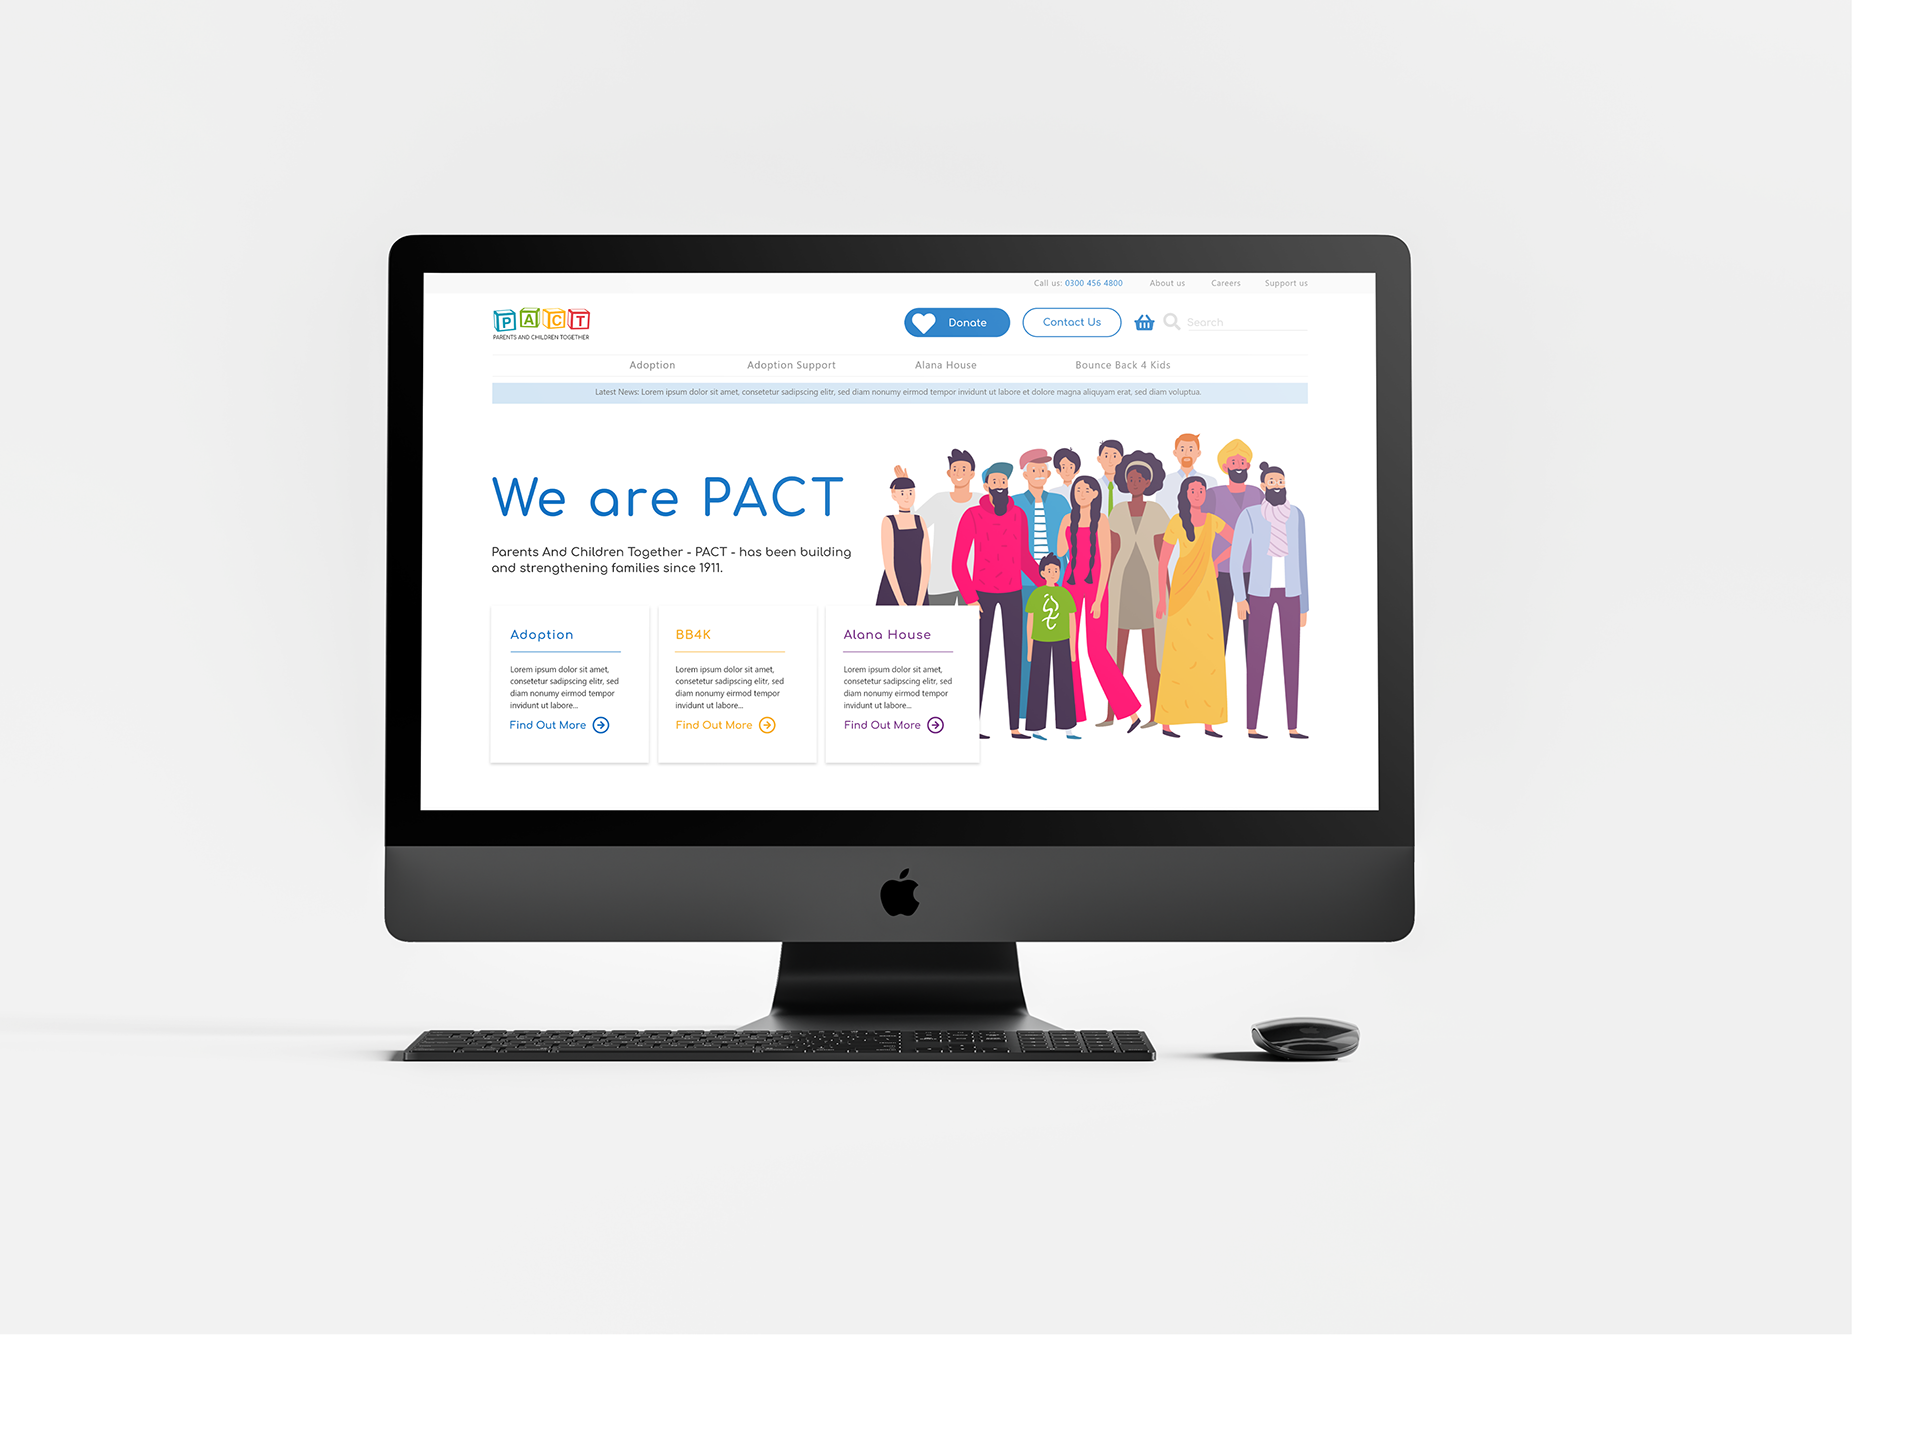 Call us: 0300 456 4800 About us Careers Support us
PACT
PARENTS AND CHILDREN TOGETHER
Donate Contact Us Search
Adoption Adoption Support Alana House Bounce Back 4 Kids
Latest News: Lorem ipsum dolor sit amet, consetetur sadipscing elitr, sed diam nonumy eirmod tempor invidunt ut labore et dolore magna aliquyam erat, sed diam voluptua.
We are PACT
Parents And Children Together - PACT - has been building
and strengthening families since 1911.
Adoption
Lorem ipsum dolor sit amet,
consetetur sadipscing elitr, sed
diam nonumy eirmod tempor
invidunt ut labore...
Find Out More
BB4K
Lorem ipsum dolor sit amet,
consetetur sadipscing elitr, sed
diam nonumy eirmod tempor
invidunt ut labore...
Find Out More
Alana House
Lorem ipsum dolor sit amet,
consetetur sadipscing elitr, sed
diam nonumy eirmod tempor
invidunt ut labore...
Find Out More